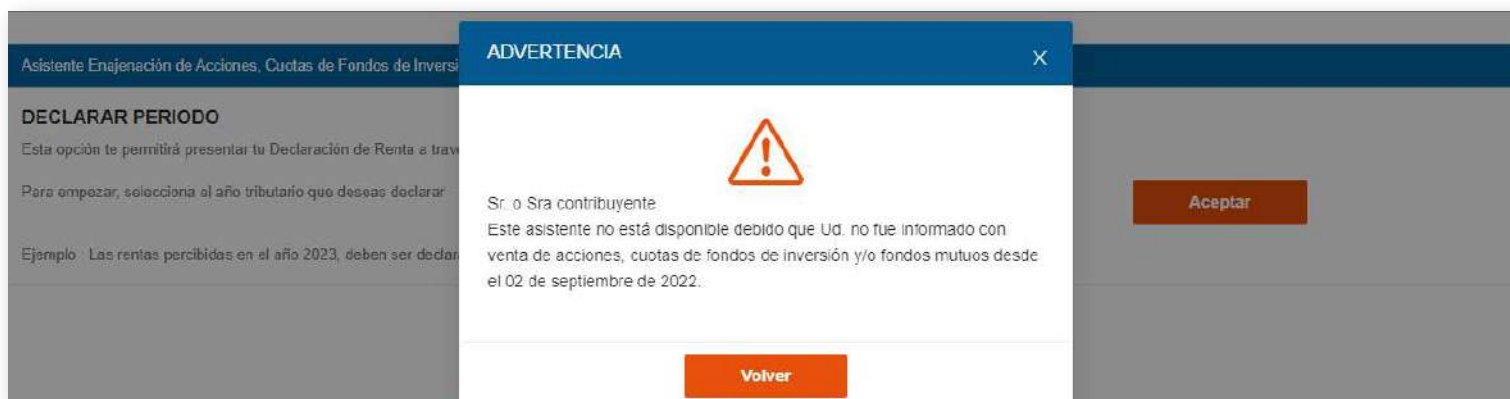 Asistente Enajenación de Acciones, Cuotas de Fondos de Inversi
ADVERTENCIA
X
DECLARAR PERIODO
Esta opción te permitirá presentar tu Declaración de Renta a trav
Para empezar, selecciona el año tributario que deseas declarar
Aceptar
Ejemplo: Las rentas percibidas en el año 2023, deben ser declar
Sr. o Sra contribuyente
Este asistente no está disponible debido que Ud. no fue informado con
venta de acciones, cuotas de fondos de inversión y/o fondos mutuos desde
el 02 de septiembre de 2022.
Volver